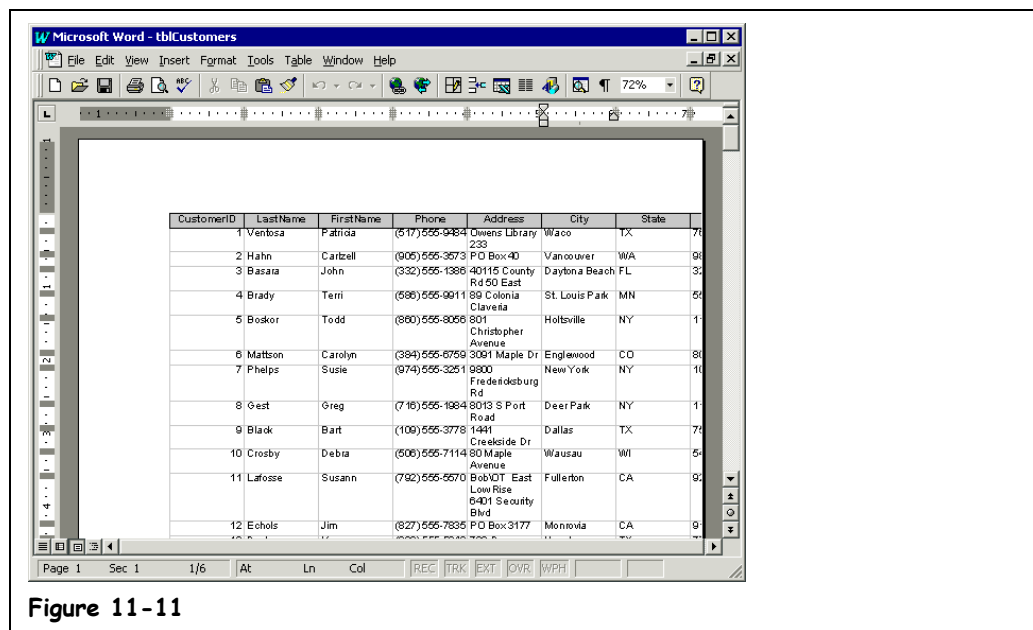 Microsoft Word - tblCustomers
File Edit View Insert Format Tools Table Window Help
72%
CustomerID LastName FirstName Phone Address City State
1 Ventosa Patricia (517)555-9484 Owens Library Waco TX
233
2 Hahn Cartzell (905)555-3573 PO Box 40 Vancouver WA
3 Basara John (332)555-1386 40115 County Daytona Beach FL
Rd 50 East
4 Brady Terri (586)555-9911 89 Colonia St. Louis Park MN
Claveria
5 Boskor Todd (860)555-8056 801 Holtsville NY
Christopher
Avenue
6 Mattson Carolyn (384)555-6759 3091 Maple Dr Englewood CO
7 Phelps Susie (974)555-3251 9800 New York NY
Fredericksburg
Rd
8 Gest Greg (716)555-1984 8013 S Port Deer Park NY
Road
9 Black Bart (109)555-3778 1441 Dallas TX
Creekside Dr
10 Crosby Debra (506)555-7114 80 Maple Wausau WI
Avenue
11 Lafosse Susann (792)555-5570 Bob\OT East Fullerton CA
Low Rise
6401 Security
Blvd
12 Echols Jim (827)555-7835 PO Box 3177 Monrovia CA
Page 1 Sec 1 1/6 At Ln Col REC TRK EXT OVR WPH
Figure 11-11